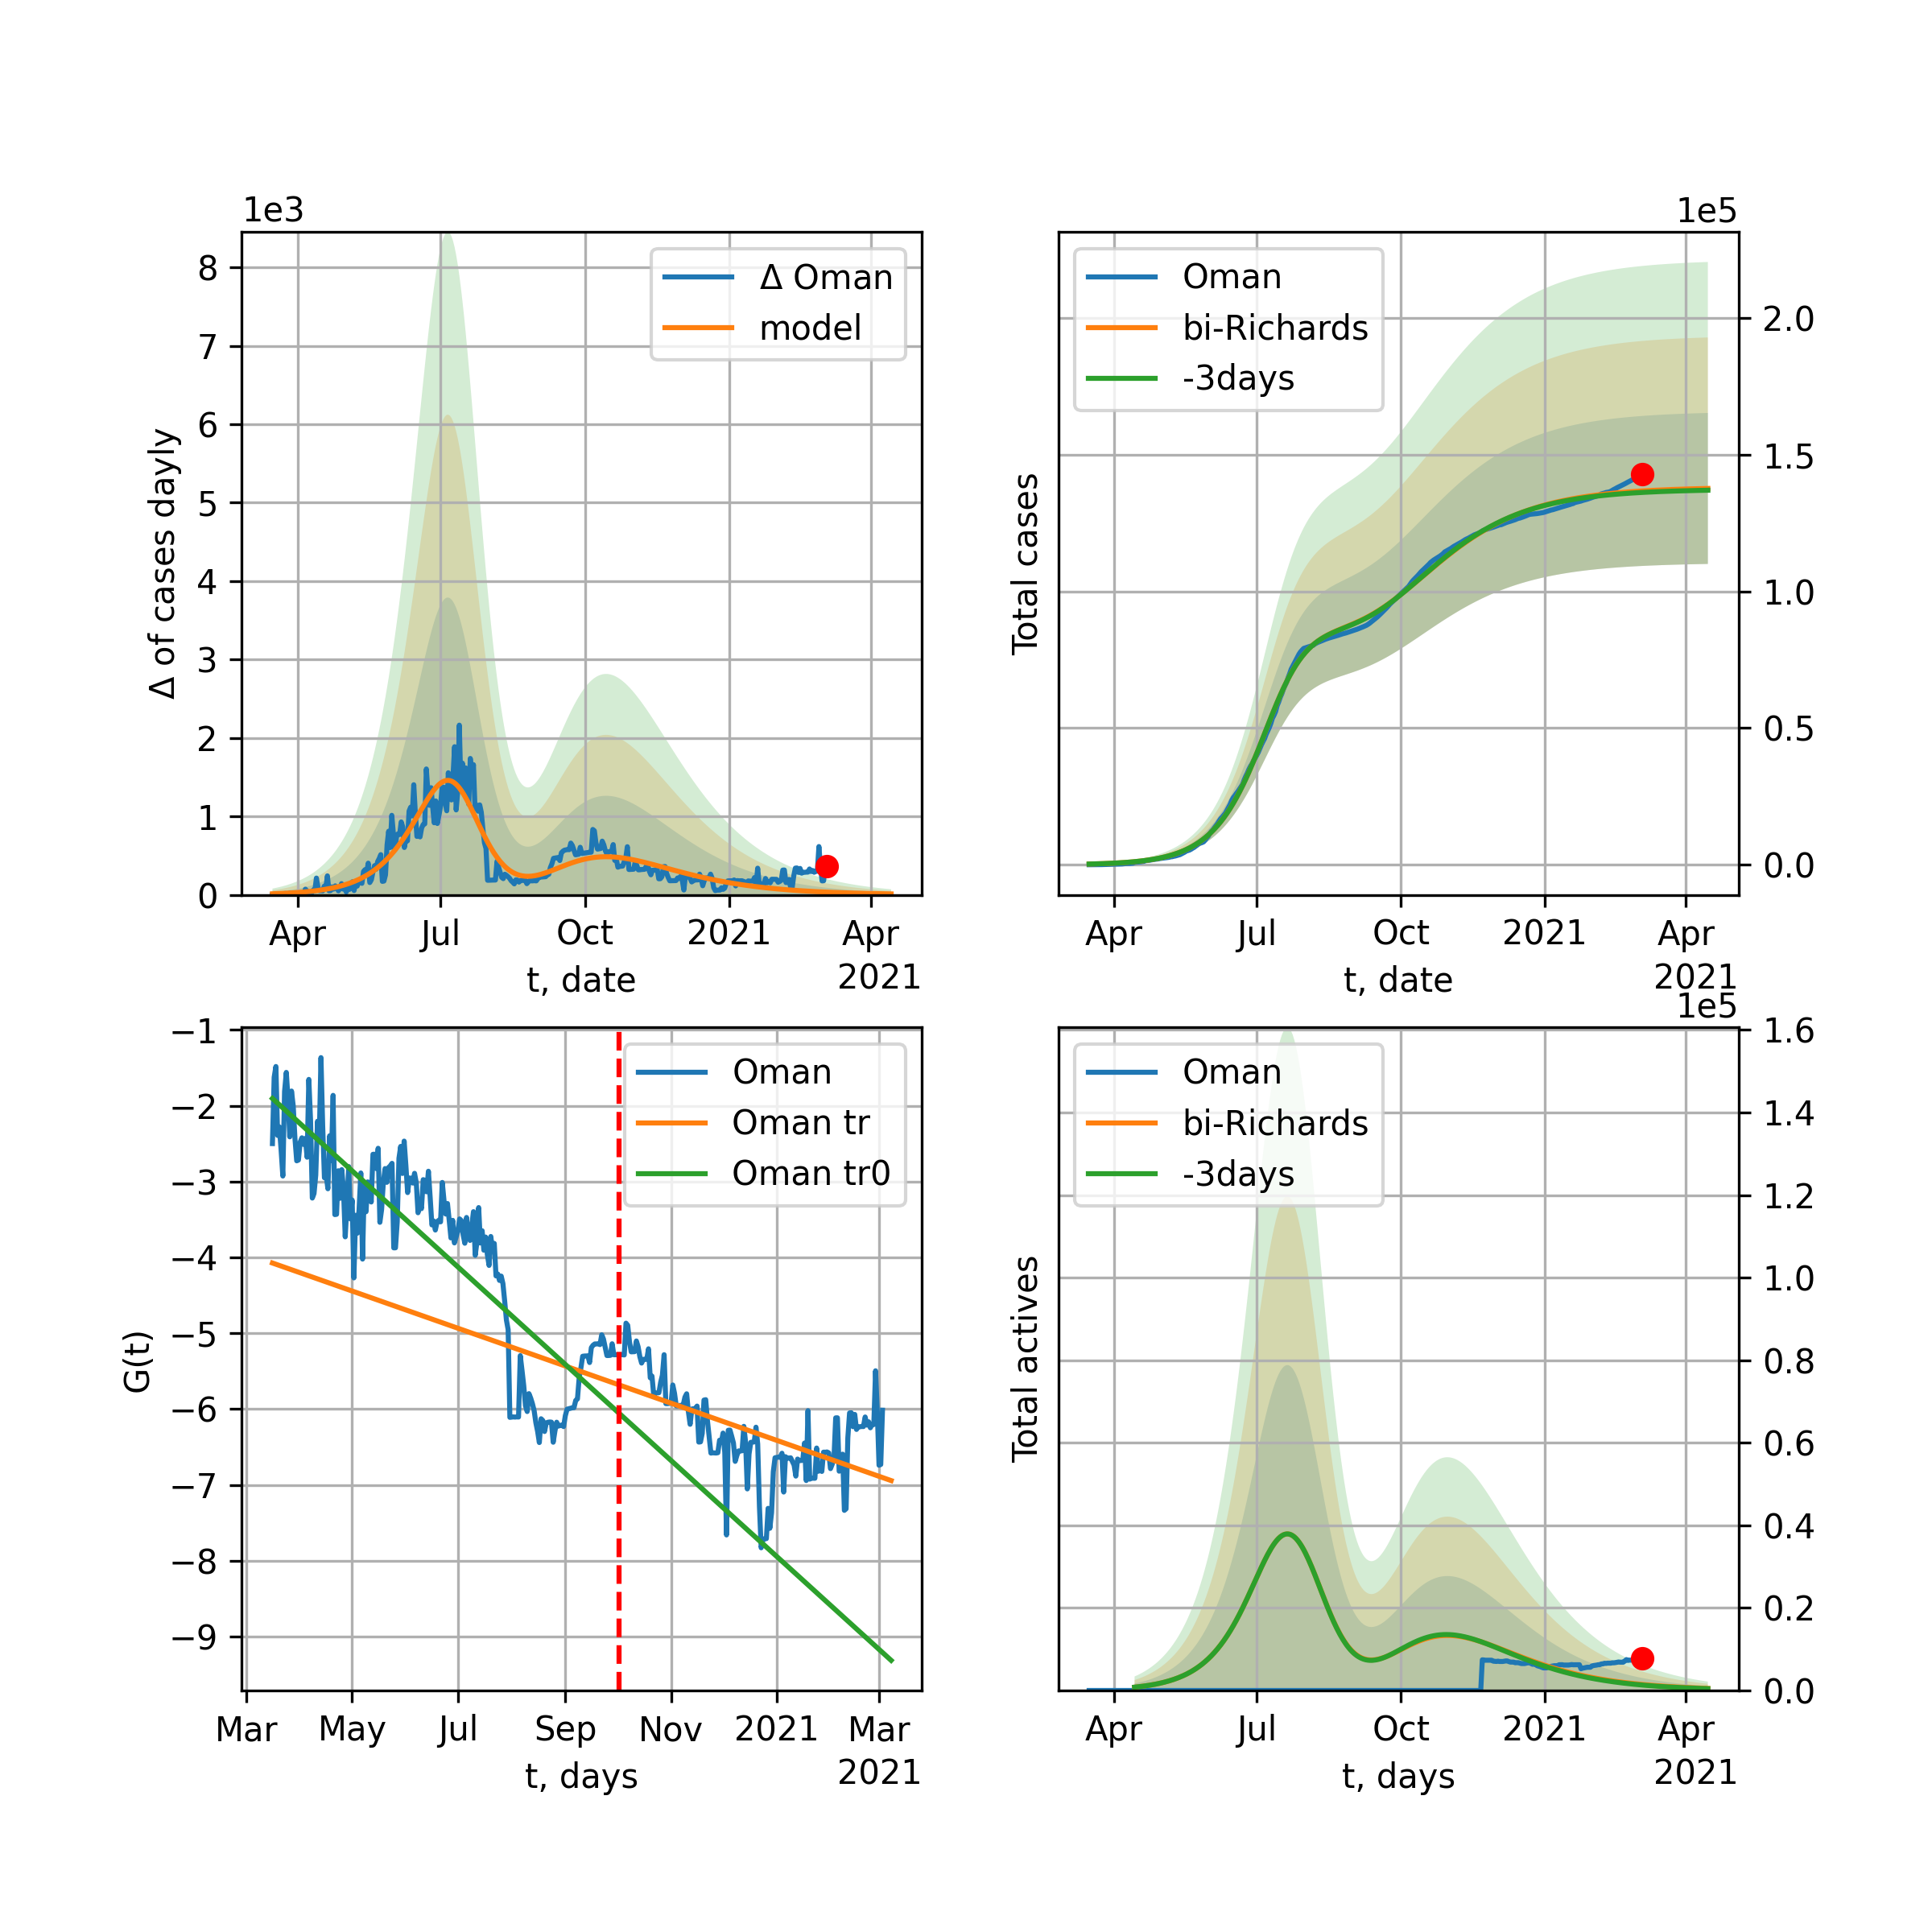 1e3
8
7
6
5
4
3
2
1
0
Δ of cases dayly
Δ Oman
model
Apr
Jul
Oct
2021
Apr
2021
t, date
1e5
Total cases
Oman
bi-Richards
-3days
2.0
1.5
1.0
0.5
0.0
Apr
Jul
Oct
2021
Apr
2021
t, date
−1
−2
−3
−4
−5
−6
−7
−8
−9
G(t)
Oman
Oman tr
Oman tr0
Mar
May
Jul
Sep
Nov
2021
Mar
2021
t, days
1e5
Total actives
Oman
bi-Richards
-3days
1.6
1.4
1.2
1.0
0.8
0.6
0.4
0.2
0.0
Apr
Jul
Oct
2021
Apr
2021
t, days